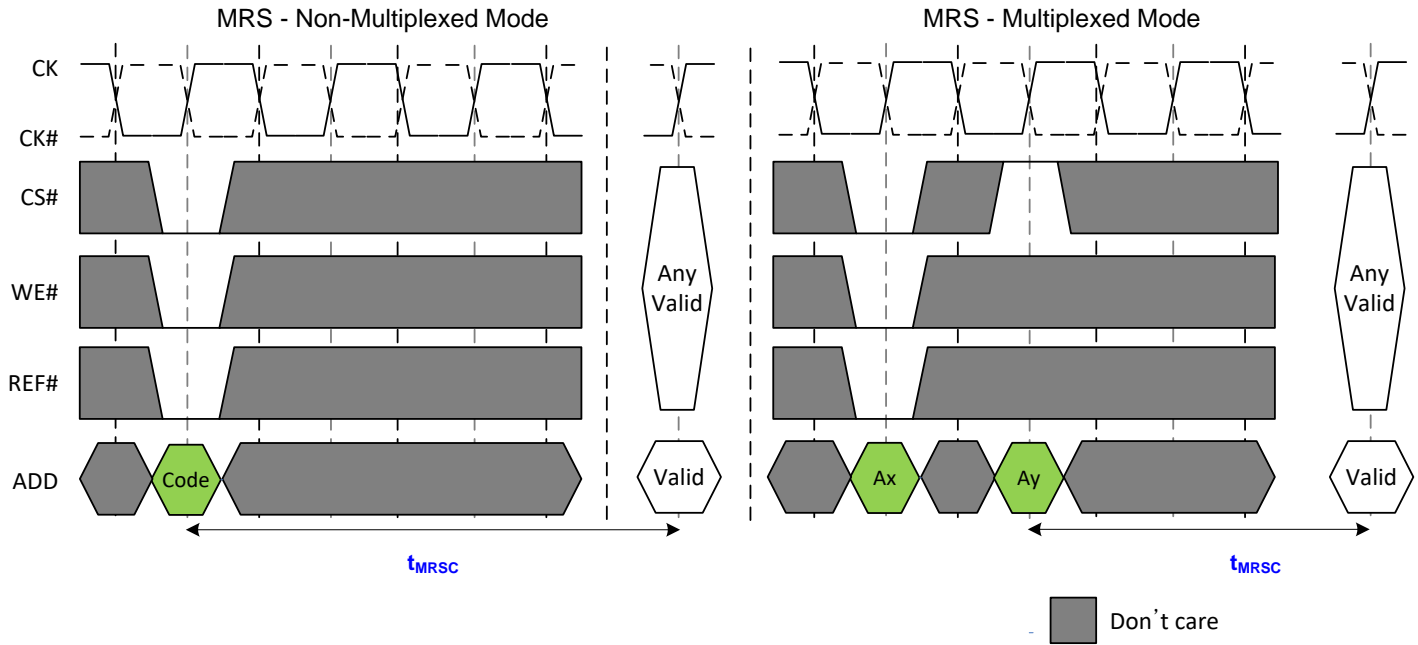 MRS - Non-Multiplexed Mode
MRS - Multiplexed Mode
CK
CK#
CS#
WE#
REF#
ADD
Any
Valid
Any
Valid
Code
Valid
Ax
Ay
Valid
tMRSC
tMRSC
Don't care